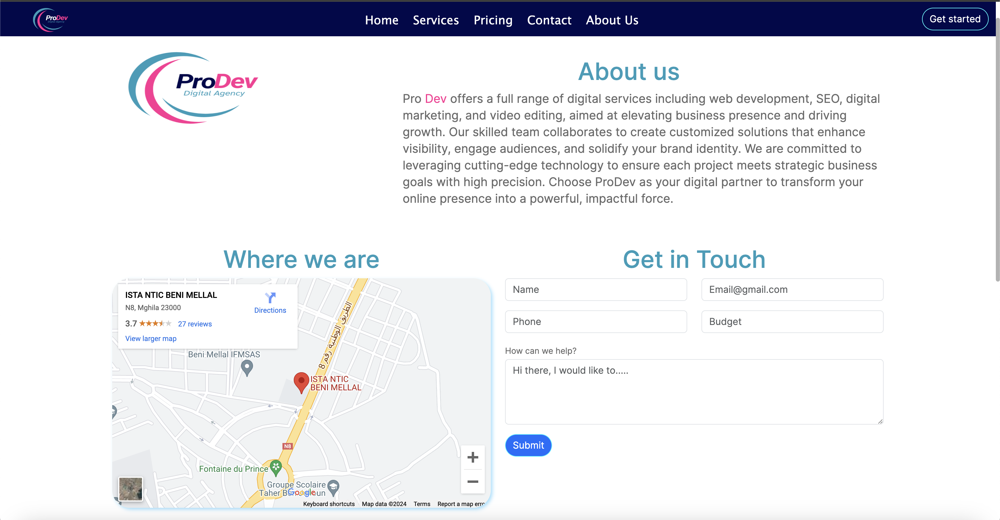 ProDev
Digital Agency
Home Services Pricing Contact About Us
Get started
ProDev
Digital Agency
About us
Pro Dev offers a full range of digital services including web development, SEO, digital
marketing, and video editing, aimed at elevating business presence and driving
growth. Our skilled team collaborates to create customized solutions that enhance
visibility, engage audiences, and solidify your brand identity. We are committed to
leveraging cutting-edge technology to ensure each project meets strategic business
goals with high precision. Choose ProDev as your digital partner to transform your
online presence into a powerful, impactful force.
Where we are
ISTA NTIC BENI MELLAL
N8, Mghila 23000
Directions
3.7 27 reviews
View larger map
Beni Mellal IFMSAS
الطريق الوطنية رقم 8
ISTA NTIC
BENI MELLAL
N8
Fontaine du Prince
Groupe Scolaire
Taher
Google
Keyboard shortcuts Map data ©2024 Terms Report a map erro
Get in Touch
Name
Email@gmail.com
Phone
Budget
How can we help?
Hi there, I would like to.....
Submit